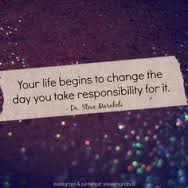 Your life begins to change the
day you take responsibility for it.
- Dr. Steve Maraboli